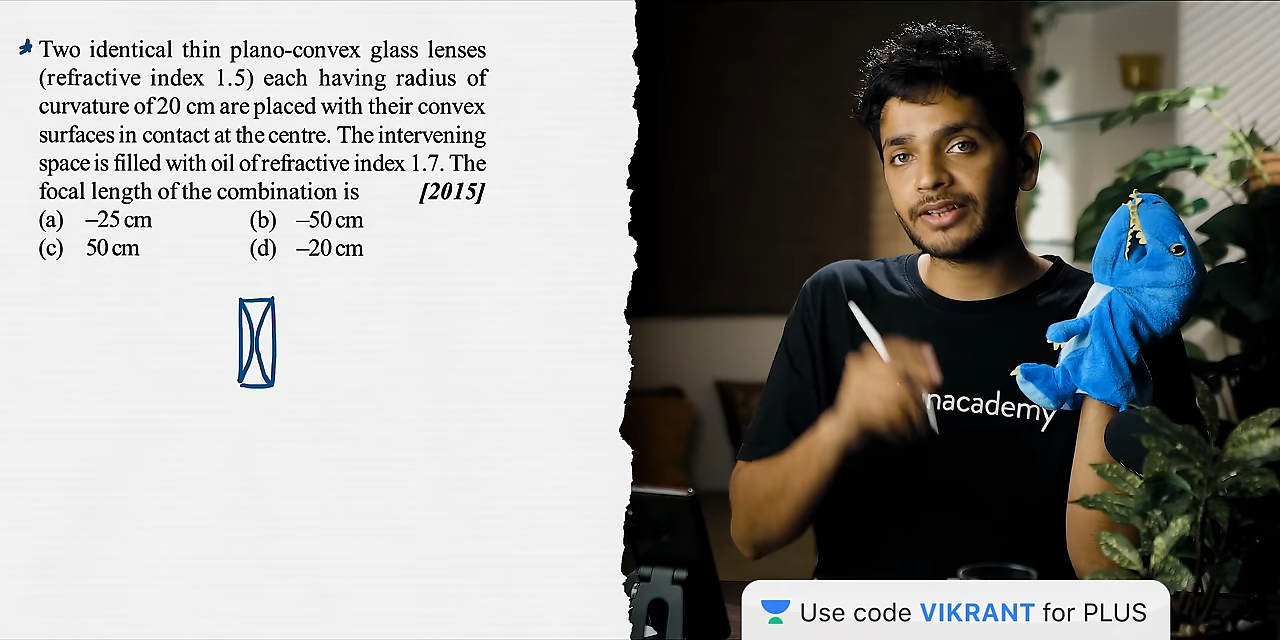 Two identical thin plano-convex glass lenses
(refractive index 1.5) each having radius of
curvature of 20 cm are placed with their convex
surfaces in contact at the centre. The intervening
space is filled with oil of refractive index 1.7. The
focal length of the combination is [2015]
(a) –25 cm (b) –50 cm
(c) 50 cm (d) –20 cm
nacademy
Use code VIKRANT for PLUS